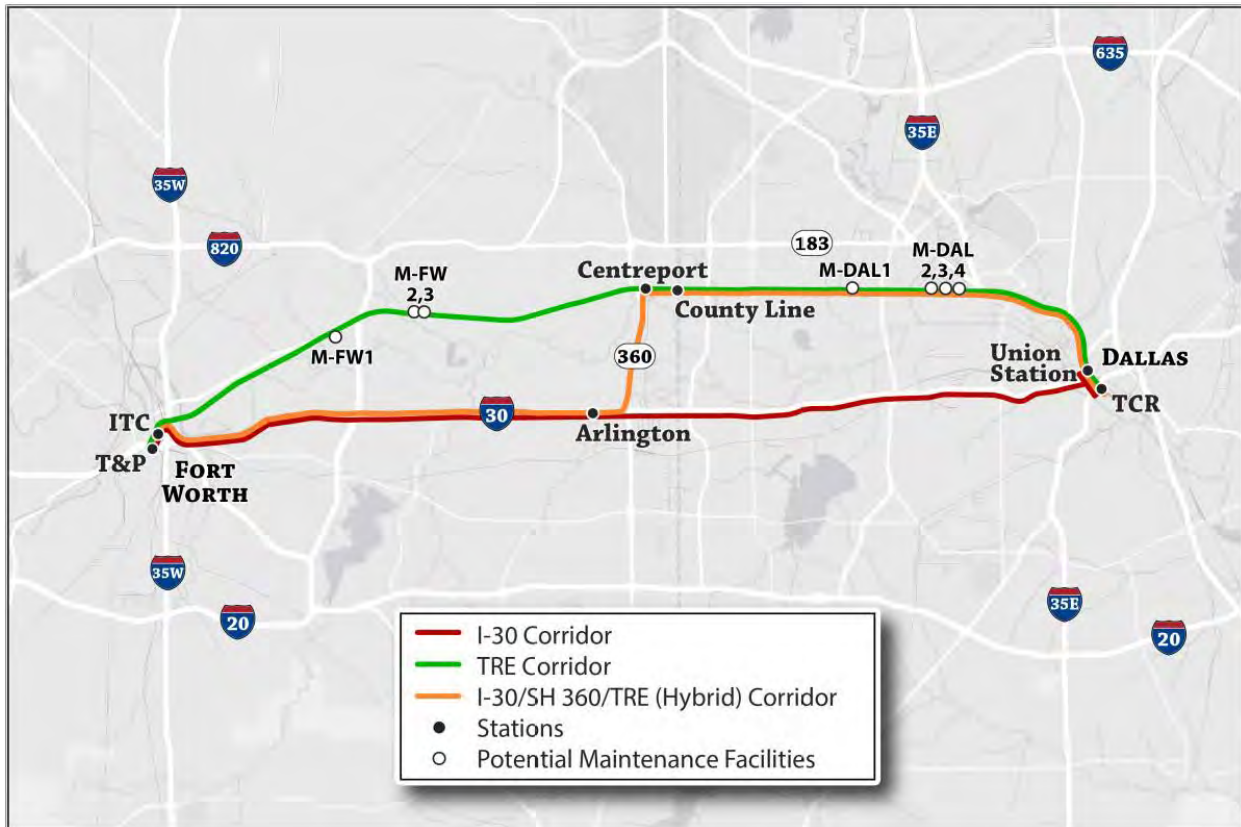 635
35E
35W
820
183
M-FW
2,3
M-DAL1
M-DAL
2,3,4
Centreport
County Line
M-FW1
360
Union
Station
DALLAS
TCR
ITC
T&P
30
Arlington
FORT
WORTH
35W
20
35E
20
I-30 Corridor
TRE Corridor
I-30/SH 360/TRE (Hybrid) Corridor
Stations
Potential Maintenance Facilities